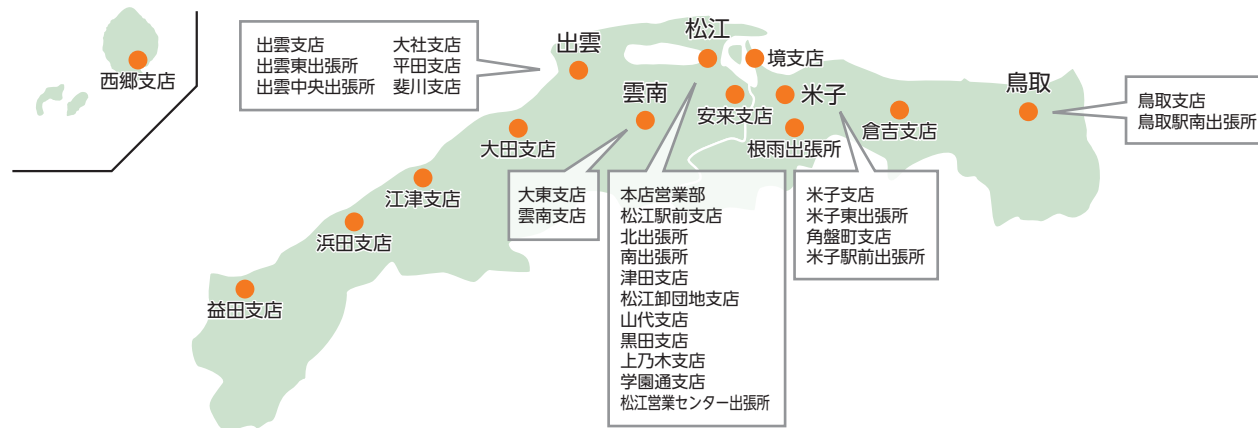 西郷支店
出雲支店
出雲東出張所
出雲中央出張所
大社支店
平田支店
斐川支店
出雲
松江
境支店
雲南
安来支店
米子
根雨出張所
倉吉支店
鳥取
鳥取支店
鳥取駅南出張所
大田支店
江津支店
浜田支店
益田支店
大東支店
雲南支店
本店営業部
松江駅前支店
北出張所
南出張所
津田支店
松江卸団地支店
山代支店
黒田支店
上乃木支店
学園通支店
松江営業センター出張所
米子支店
米子東出張所
角盤町支店
米子駅前出張所